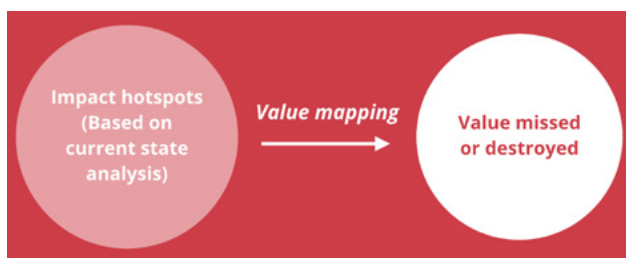 Impact hotspots
(Based on
current state
analysis)
Value mapping
Value missed
or destroyed